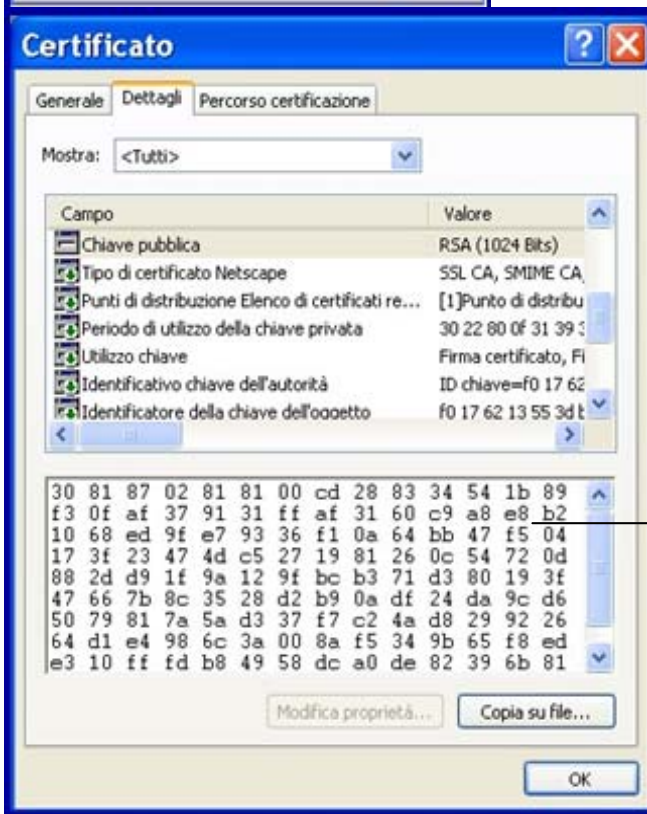 Certificato
Generale Dettagli Percorso certificazione
Mostra: <Tutti>
Campo Valore
Chiave pubblica RSA (1024 Bits)
Tipo di certificato Netscape SSL CA, SMIME CA,
Punti di distribuzione Elenco di certificati re... [1]Punto di distribu
Periodo di utilizzo della chiave privata 30 22 80 0f 31 39 3
Utilizzo chiave Firma certificato, Fi
Identificativo chiave dell'autorità ID chiave=f0 17 62
Identificatore della chiave dell'oggetto f0 17 62 13 55 3d b
30 81 87 02 81 81 00 cd 28 83 34 54 1b 89
f3 0f af 37 91 31 ff af 31 60 c9 a8 e8 b2
10 68 ed 9f e7 93 36 f1 0a 64 bb 47 f5 04
17 3f 23 47 4d c5 27 19 81 26 0c 54 72 0d
88 2d d9 1f 9a 12 9f bc b3 71 d3 80 19 3f
47 66 7b 8c 35 28 d2 b9 0a df 24 da 9c d6
50 79 81 7a 5a d3 37 f7 c2 4a d8 29 92 26
64 d1 e4 98 6c 3a 00 8a f5 34 9b 65 f8 ed
e3 10 ff fd b8 49 58 dc a0 de 82 39 6b 81
Modifica proprietà... Copia su file...
OK